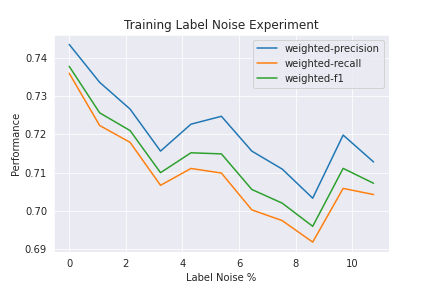 Training Label Noise Experiment
weighted-precision
weighted-recall
weighted-f1
Performance
0.74
0.73
0.72
0.71
0.70
0.69
0 2 4 6 8 10
Label Noise %